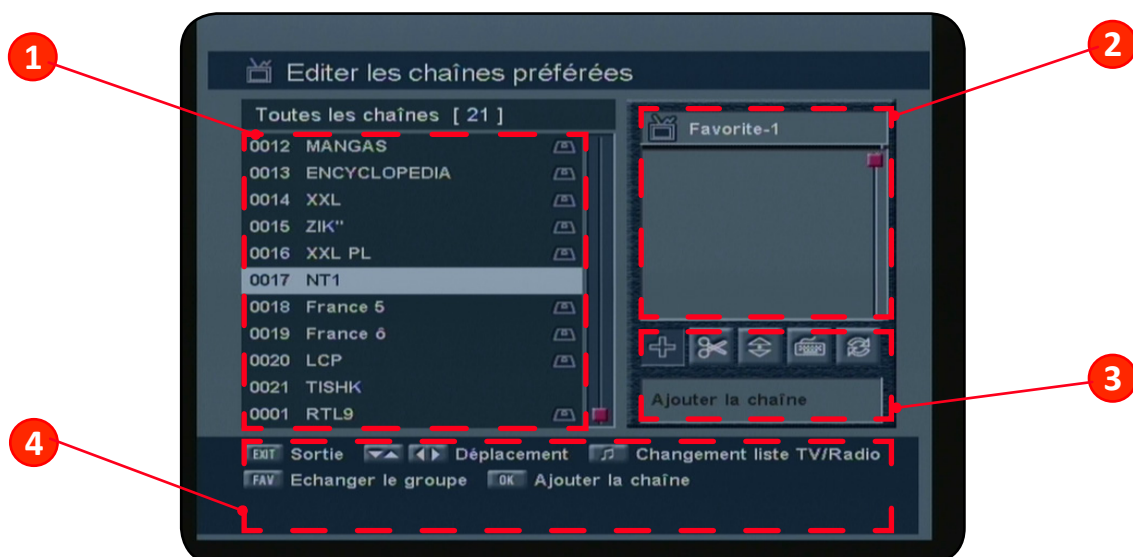 1
2
Editer les chaînes préférées
Toutes les chaînes [ 21 ]
Favorite-1
0012 MANGAS
0013 ENCYCLOPEDIA
0014 XXL
0015 ZIK"
0016 XXL PL
0017 NT1
0018 France 5
0019 France ô
0020 LCP
0021 TISHK
0001 RTL9
Ajouter la chaîne
3
4
EXIT Sortie Déplacement Changement liste TV/Radio
FAV Echanger le groupe OK Ajouter la chaîne